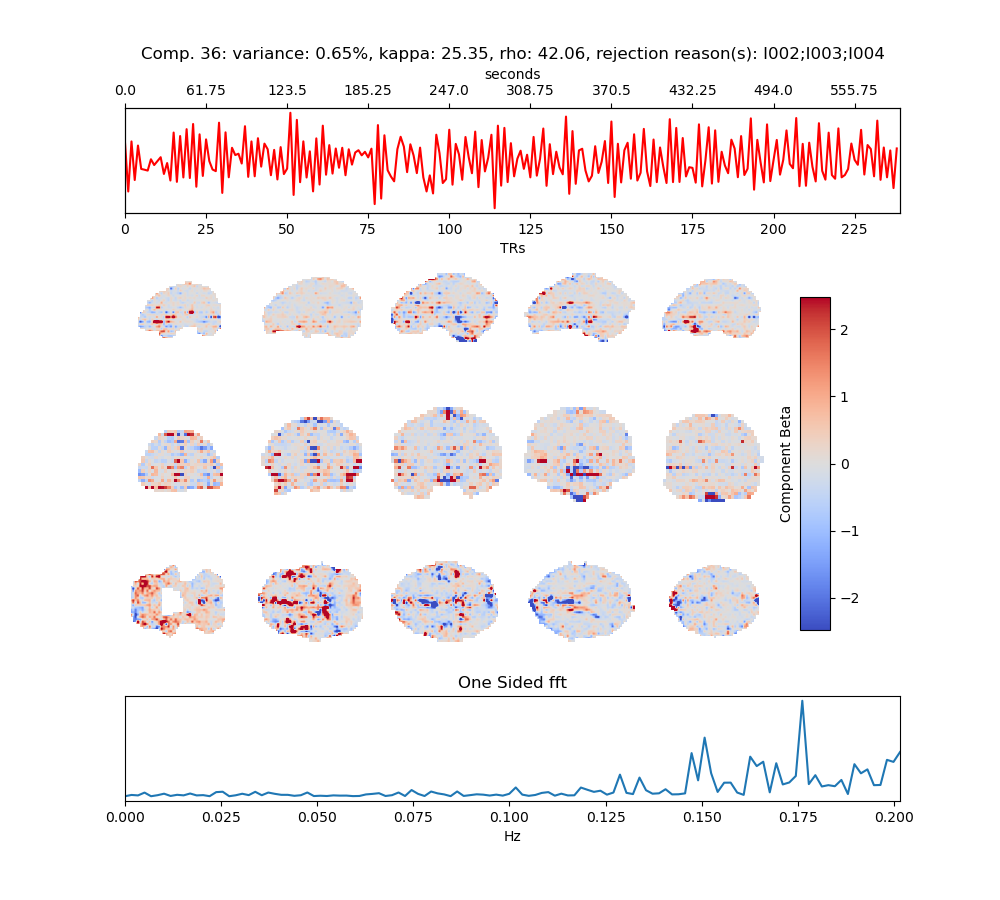 Comp. 36: variance: 0.65%, kappa: 25.35, rho: 42.06, rejection reason(s): I002;I003;I004
seconds
0.0 61.75 123.5 185.25 247.0 308.75 370.5 432.25 494.0 555.75
0 25 50 75 100 125 150 175 200 225
TRs
2
1
0
−1
−2
Component Beta
One Sided fft
0.000 0.025 0.050 0.075 0.100 0.125 0.150 0.175 0.200
Hz